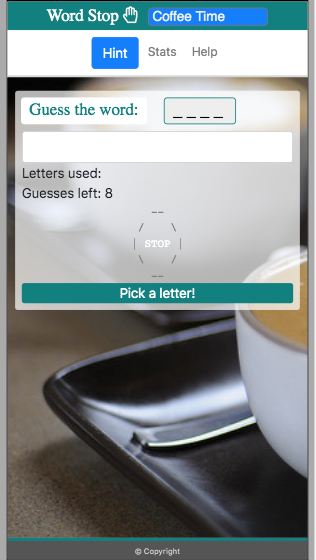 Word Stop Coffee Time
Hint Stats Help
Guess the word: _ _ _ _
Letters used:
Guesses left: 8
STOP
Pick a letter!
© Copyright